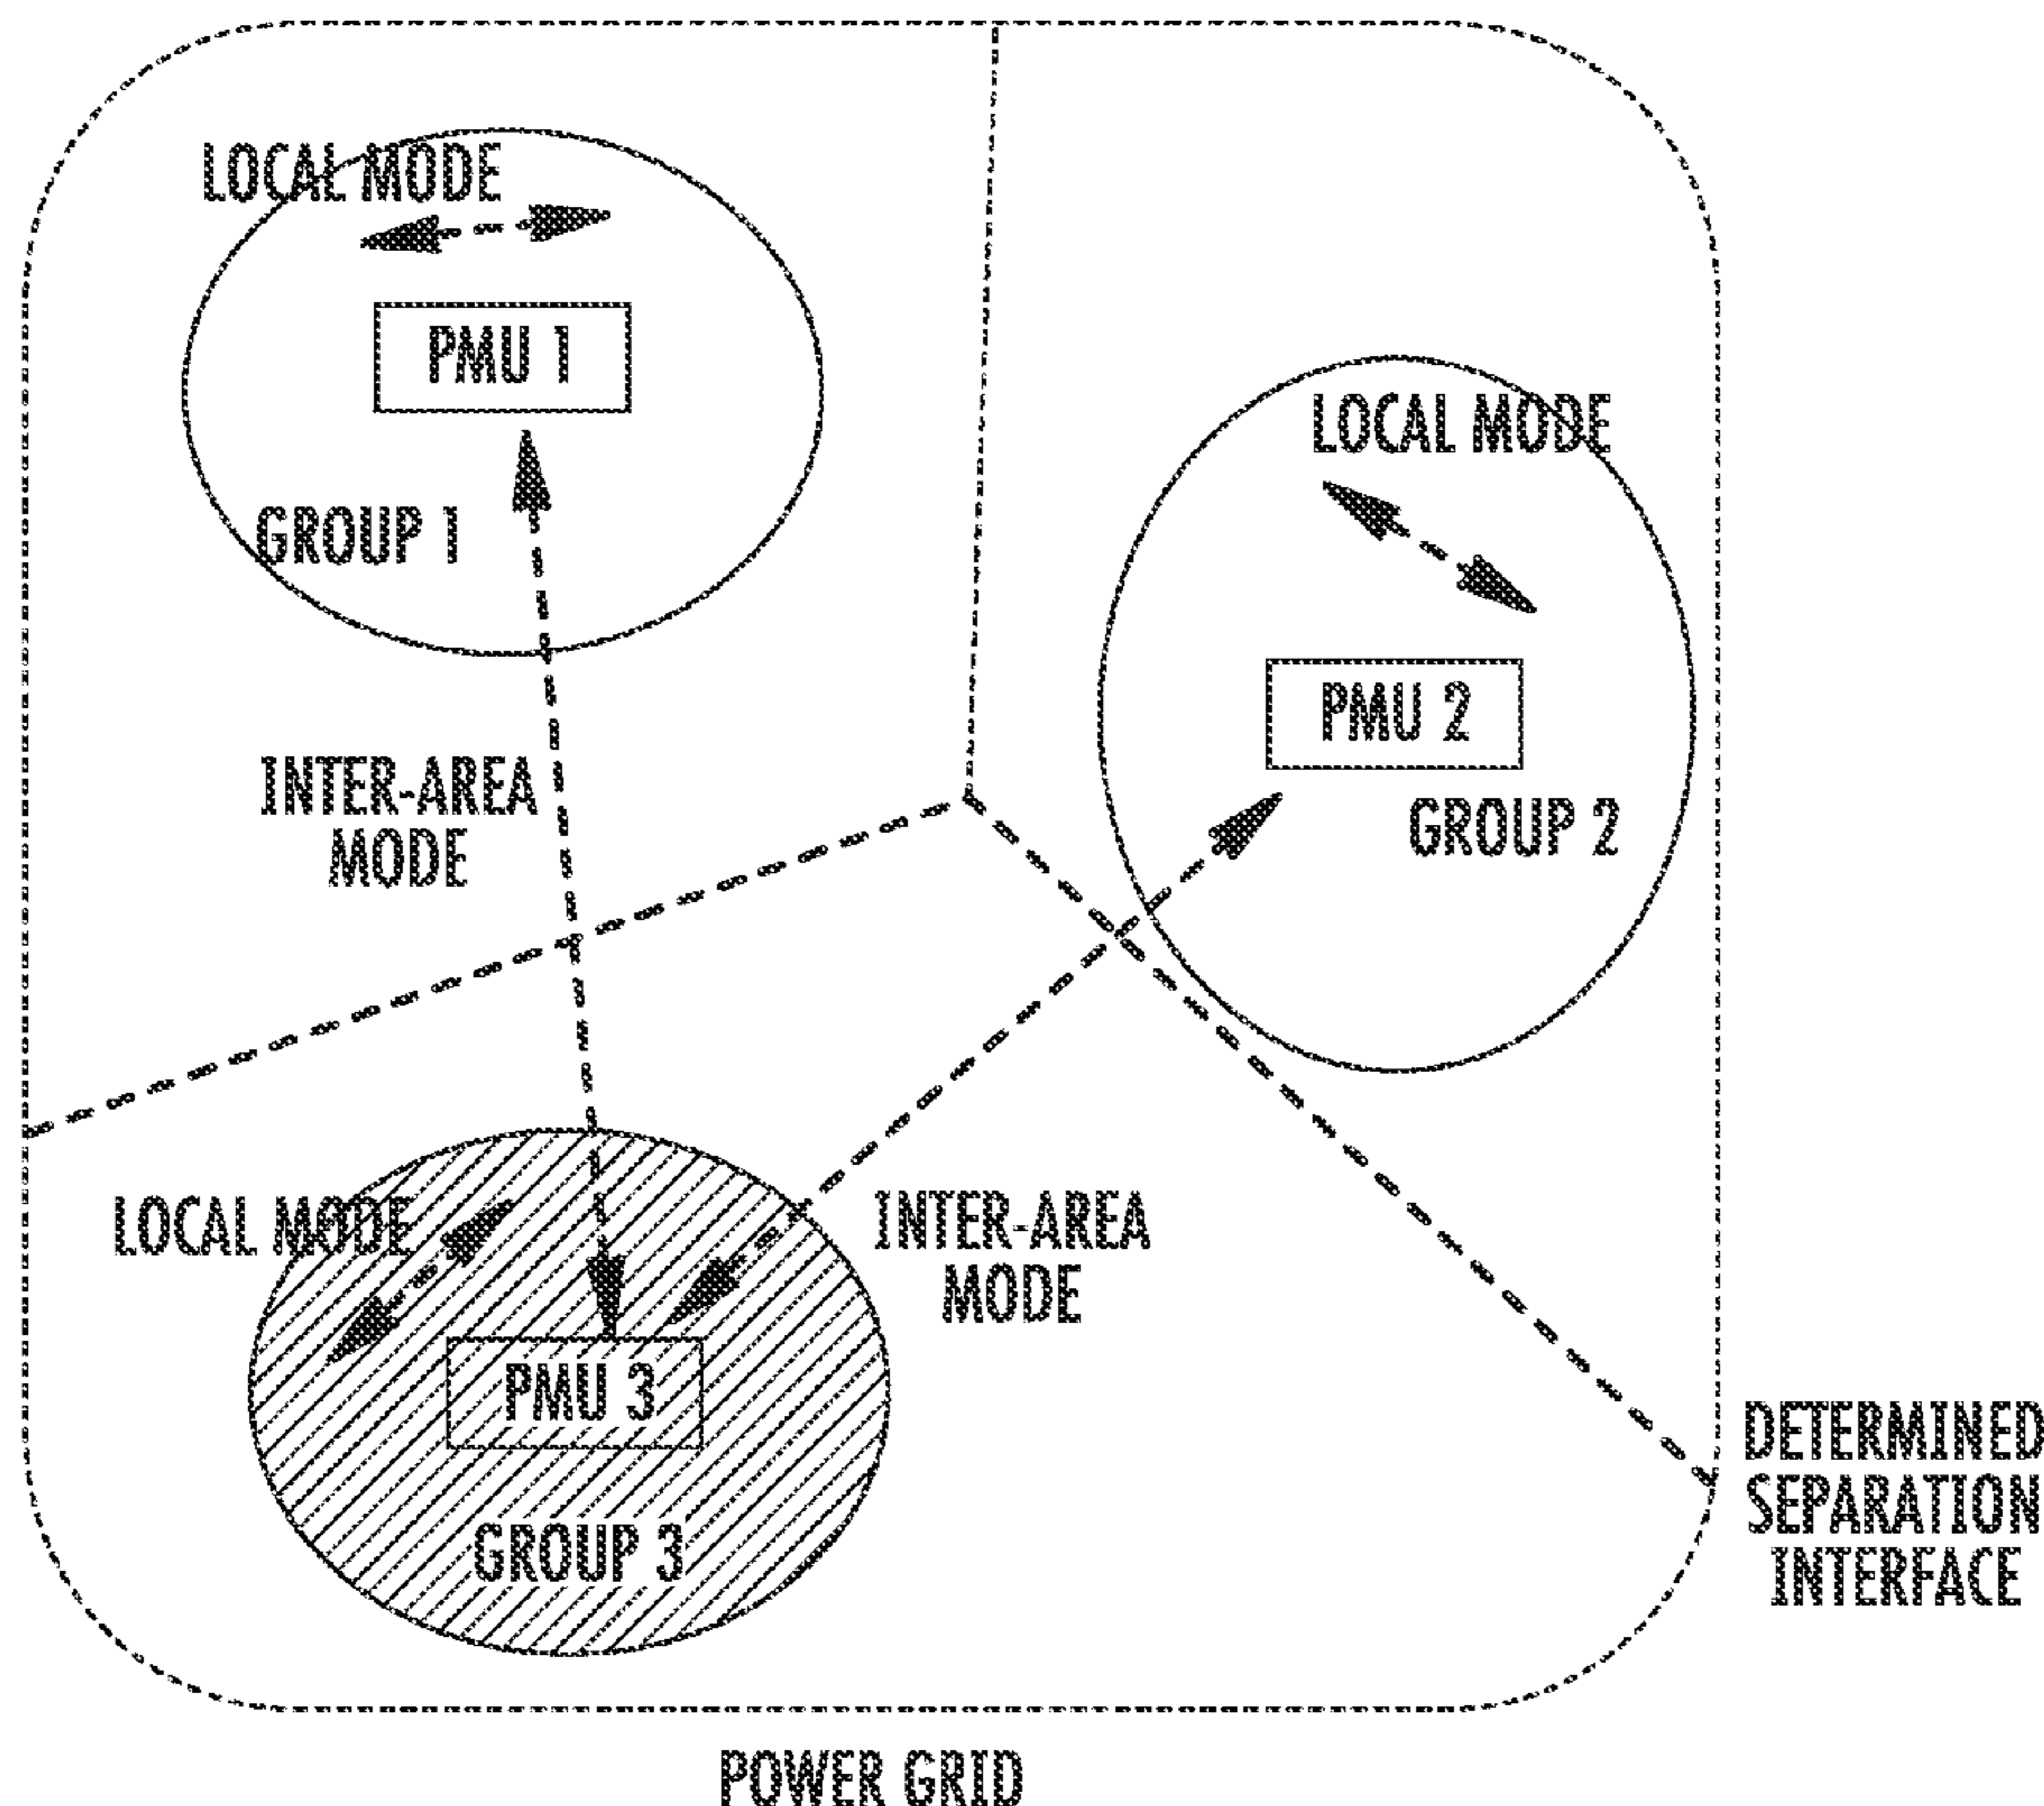 LOCAL MODE
PMU 1
GROUP 1
LOCAL MODE
PMU 2
GROUP 2
INTER-AREA
MODE
LOCAL MODE
INTER-AREA
MODE
PMU 3
GROUP 3
DETERMINED
SEPARATION
INTERFACE
POWER GRID